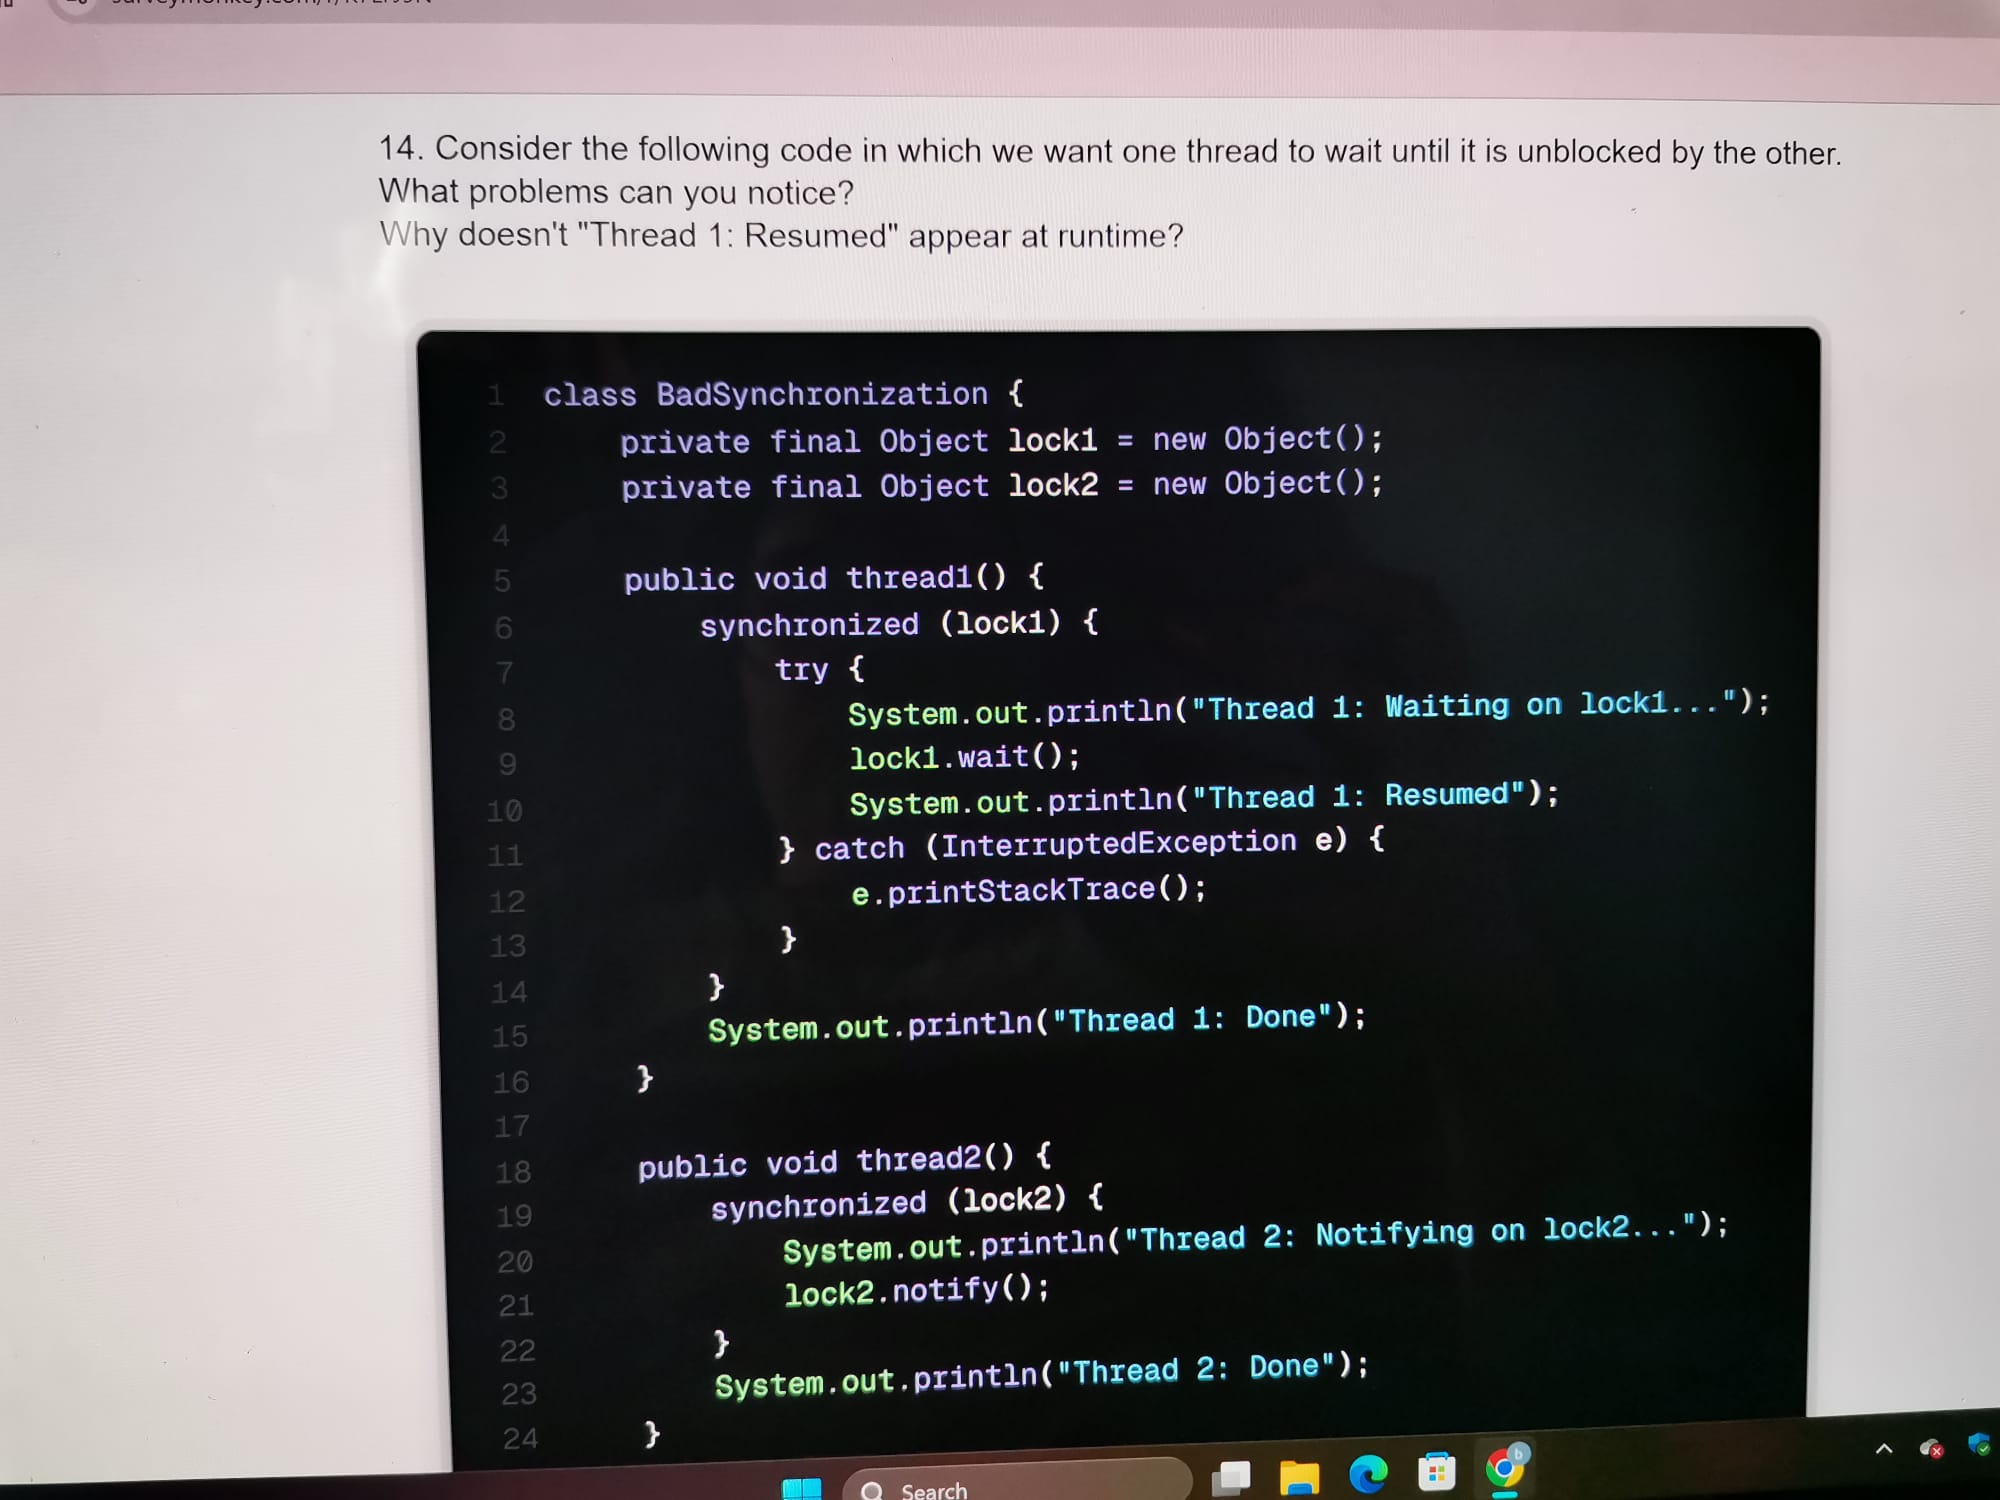 14. Consider the following code in which we want one thread to wait until it is unblocked by the other.
What problems can you notice?
Why doesn't "Thread 1: Resumed" appear at runtime?
1 class BadSynchronization {
2     private final Object lock1 = new Object();
3     private final Object lock2 = new Object();
4
5     public void thread1() {
6         synchronized (lock1) {
7             try {
8                 System.out.println("Thread 1: Waiting on lock1...");
9                 lock1.wait();
10                 System.out.println("Thread 1: Resumed");
11             } catch (InterruptedException e) {
12                 e.printStackTrace();
13             }
14         }
15         System.out.println("Thread 1: Done");
16     }
17
18     public void thread2() {
19         synchronized (lock2) {
20             System.out.println("Thread 2: Notifying on lock2...");
21             lock2.notify();
22         }
23         System.out.println("Thread 2: Done");
24     }
Search